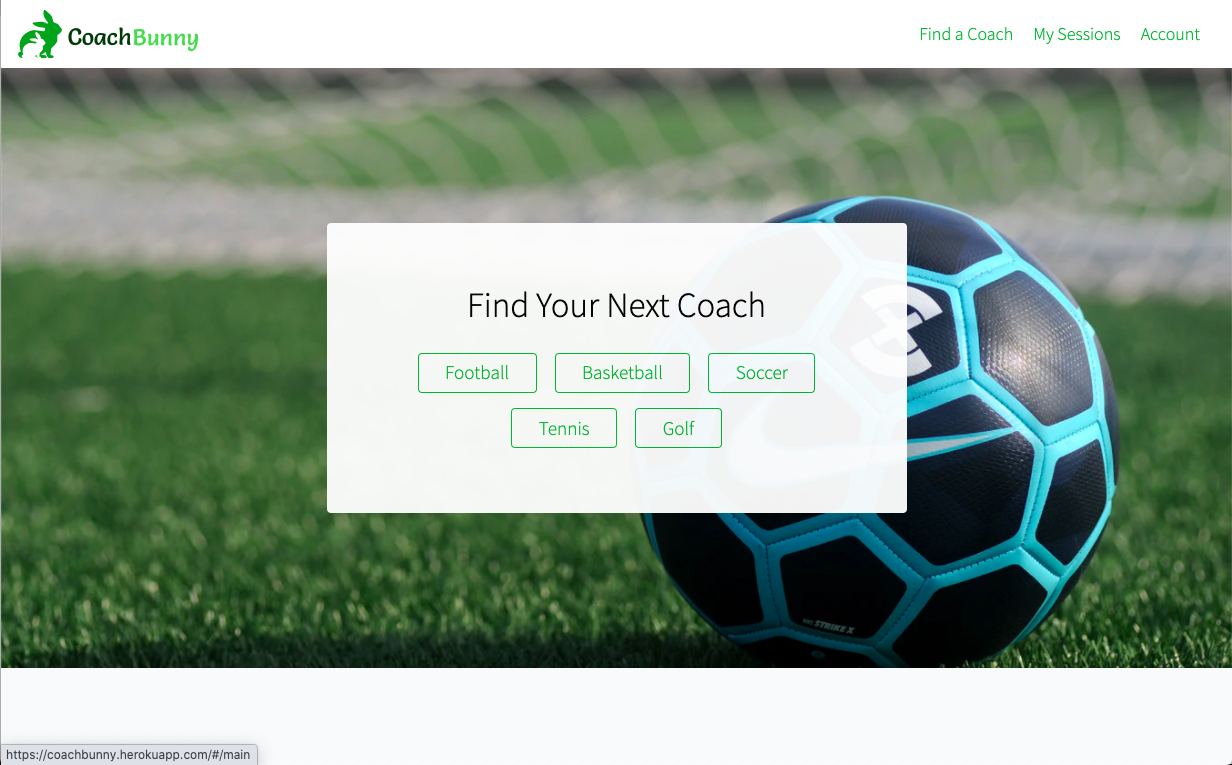 CoachBunny
Find a Coach My Sessions Account
Find Your Next Coach
Football Basketball Soccer
Tennis Golf
STRIKE X
https://coachbunny.herokuapp.com/#/main